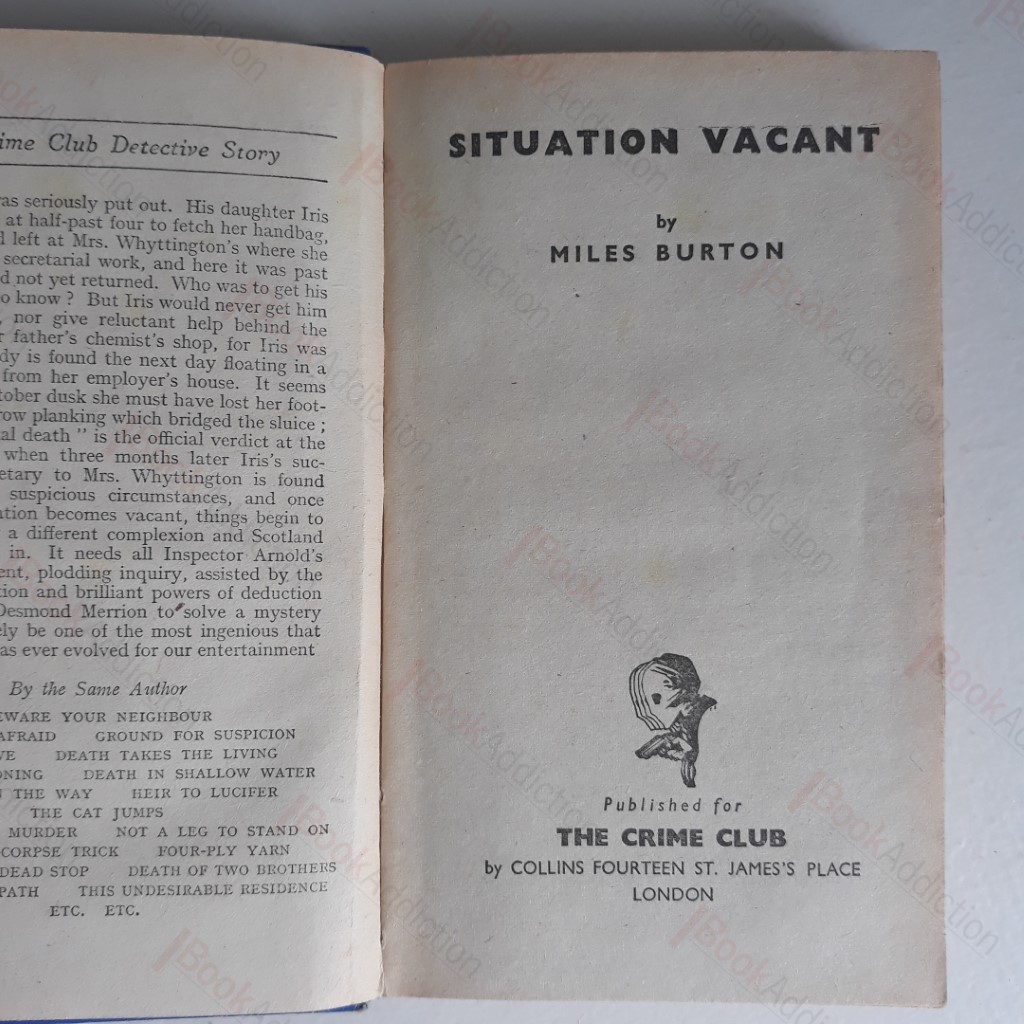 ime Club Detective Story
as seriously put out. His daughter Iris
at half-past four to fetch her handbag,
l left at Mrs. Whyttington's where she
secretarial work, and here it was past
d not yet returned. Who was to get his
o know? But Iris would never get him
, nor give reluctant help behind the
r father's chemist's shop, for Iris was
dy is found the next day floating in a
from her employer's house. It seems
tober dusk she must have lost her foot-
row planking which bridged the sluice;
al death" is the official verdict at the
when three months later Iris's suc-
etary to Mrs. Whyttington is found
suspicious circumstances, and once
ation becomes vacant, things begin to
a different complexion and Scotland
in. It needs all Inspector Arnold's
ent, plodding inquiry, assisted by the
ion and brilliant powers of deduction
Desmond Merrion to solve a mystery
ely be one of the most ingenious that
as ever evolved for our entertainment
By the Same Author
EWARE YOUR NEIGHBOUR
AFRAID GROUND FOR SUSPICION
VE DEATH TAKES THE LIVING
ONING DEATH IN SHALLOW WATER
N THE WAY HEIR TO LUCIFER
THE CAT JUMPS
MURDER NOT A LEG TO STAND ON
CORPSE TRICK FOUR-PLY YARN
DEAD STOP DEATH OF TWO BROTHERS
PATH THIS UNDESIRABLE RESIDENCE
ETC. ETC.
SITUATION VACANT
by
MILES BURTON
Published for
THE CRIME CLUB
by COLLINS FOURTEEN ST. JAMES'S PLACE
LONDON
BookAddiction